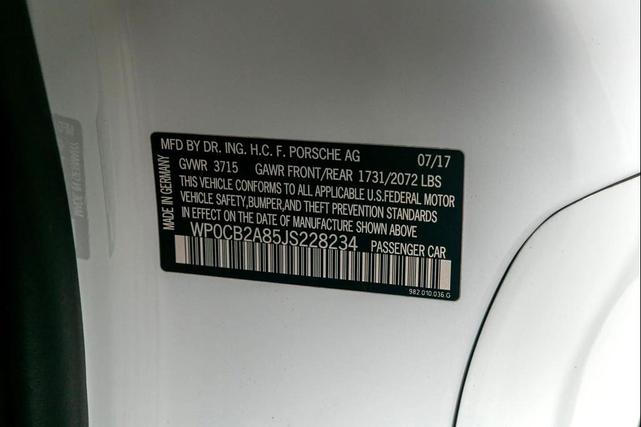 MFD BY DR. ING. H.C. F. PORSCHE AG 07/17
GVWR 3715 GAWR FRONT/REAR 1731/2072 LBS
THIS VEHICLE CONFORMS TO ALL APPLICABLE U.S.FEDERAL MOTOR
VEHICLE SAFETY,BUMPER,AND THEFT PREVENTION STANDARDS
IN EFFECT ON THE DATE OF MANUFACTURE SHOWN ABOVE
WP0CB2A85JS228234 PASSENGER CAR
MADE IN GERMANY
982.010.036.G